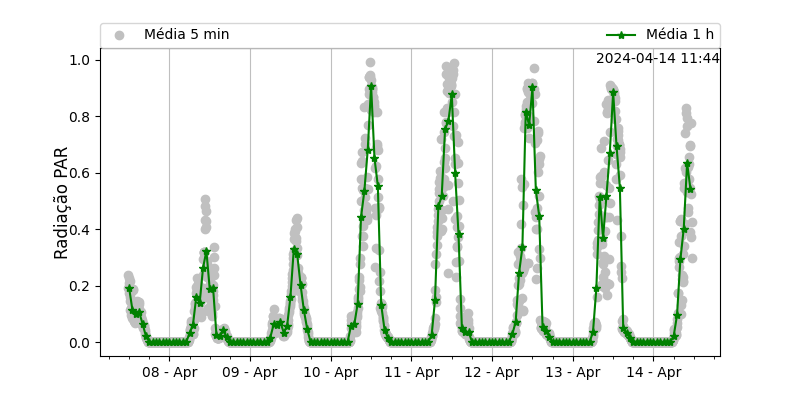 Média 5 min
Média 1 h
2024-04-14 11:44
Radiação PAR
1.0
0.8
0.6
0.4
0.2
0.0
08 - Apr
09 - Apr
10 - Apr
11 - Apr
12 - Apr
13 - Apr
14 - Apr